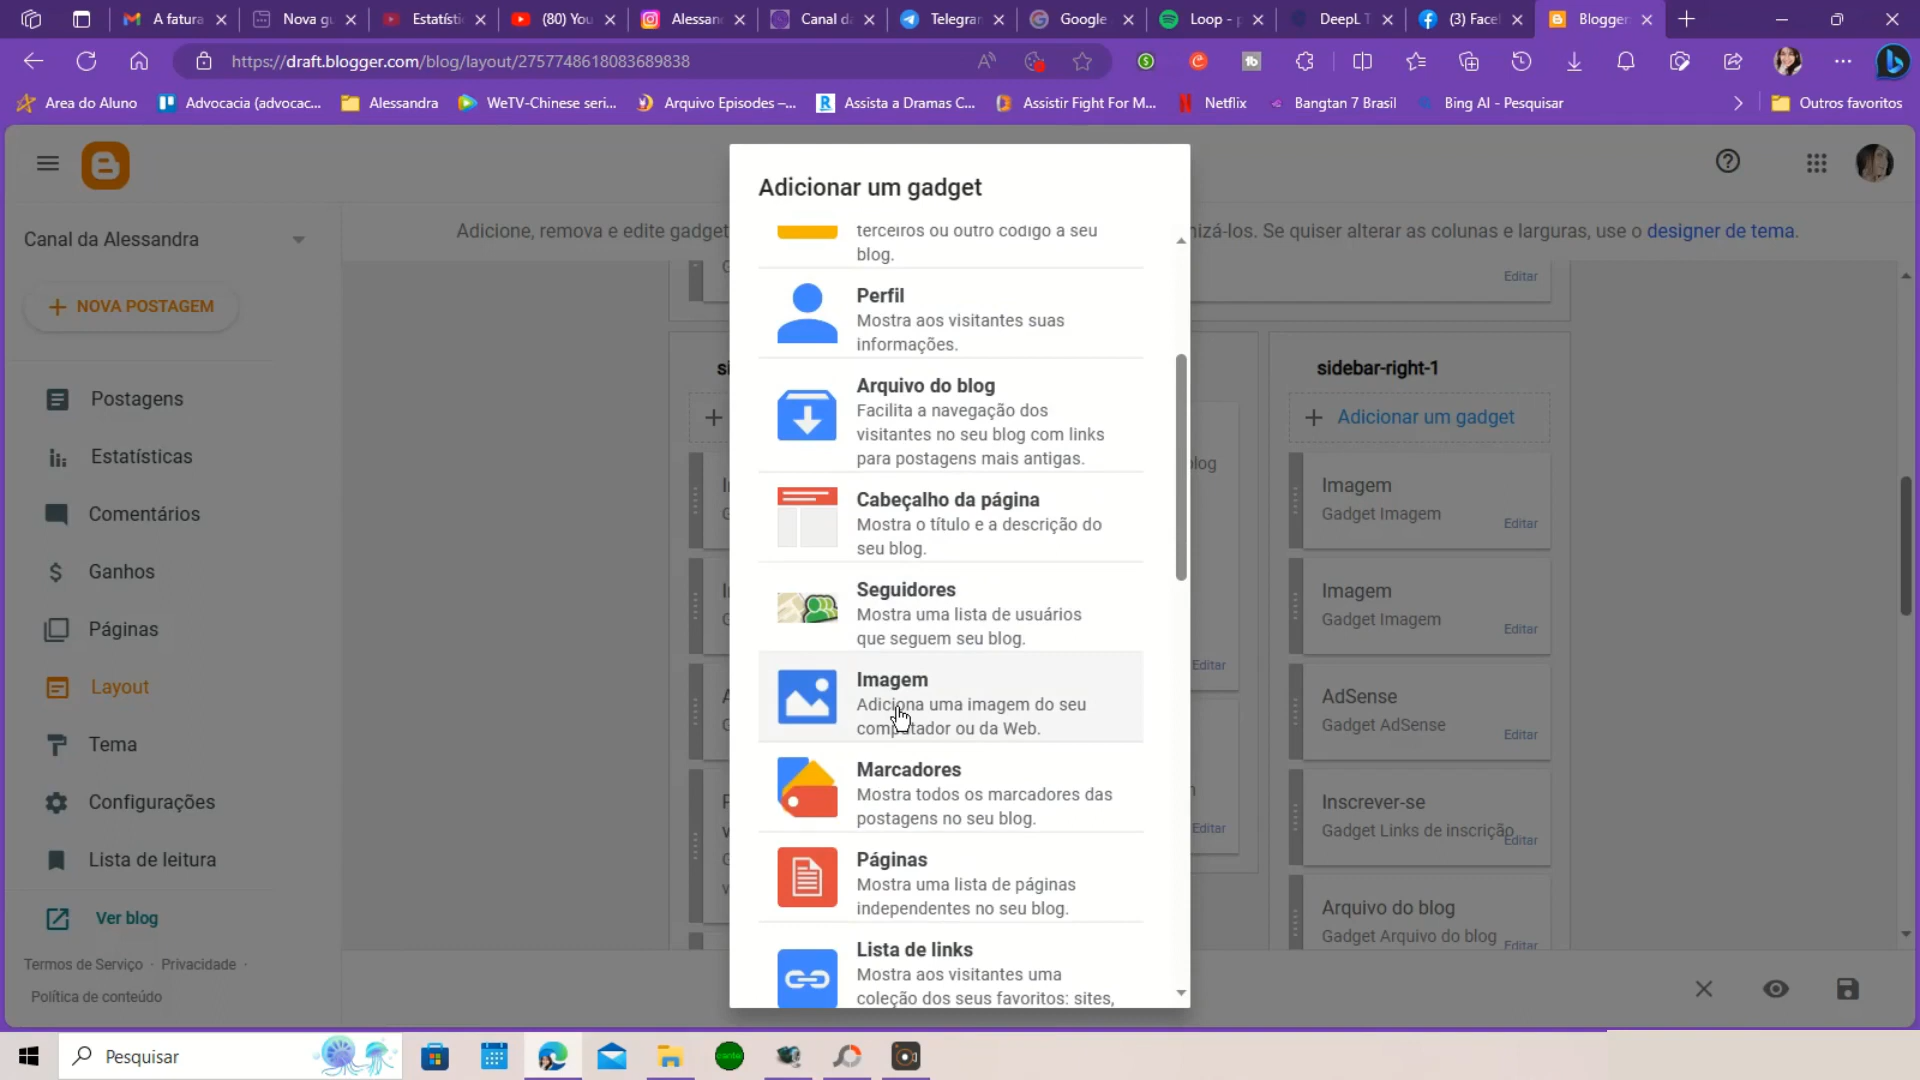 A fatura
Nova gu
Estatísti
(80) You
Alessan
Canal da
Telegran
Google
Loop - p
DeepL T
(3) Face
Blogger
https://draft.blogger.com/blog/layout/2757748618083689838
Area do Aluno
Advocacia (advocac...
Alessandra
WeTV-Chinese seri...
Arquivo Episodes –...
Assista a Dramas C...
Assistir Fight For M...
Netflix
Bangtan 7 Brasil
Bing AI - Pesquisar
Outros favoritos
Canal da Alessandra
NOVA POSTAGEM
Postagens
Estatísticas
Comentários
Ganhos
Páginas
Layout
Tema
Configurações
Lista de leitura
Ver blog
Termos de Serviço · Privacidade ·
Política de conteúdo
Adicione, remova e edite gadget
nizá-los. Se quiser alterar as colunas e larguras, use o designer de tema.
Editar
Adicionar um gadget
terceiros ou outro código a seu
blog.
Perfil
Mostra aos visitantes suas
informações.
Arquivo do blog
Facilita a navegação dos
visitantes no seu blog com links
para postagens mais antigas.
Cabeçalho da página
Mostra o título e a descrição do
seu blog.
Seguidores
Mostra uma lista de usuários
que seguem seu blog.
Imagem
Adiciona uma imagem do seu
computador ou da Web.
Marcadores
Mostra todos os marcadores das
postagens no seu blog.
Páginas
Mostra uma lista de páginas
independentes no seu blog.
Lista de links
Mostra aos visitantes uma
coleção dos seus favoritos: sites,
blog
Editar
Editar
sidebar-right-1
Adicionar um gadget
Imagem
Gadget Imagem
Editar
Imagem
Gadget Imagem
Editar
AdSense
Gadget AdSense
Editar
Inscrever-se
Gadget Links de inscrição
Editar
Arquivo do blog
Gadget Arquivo do blog
Editar
Pesquisar